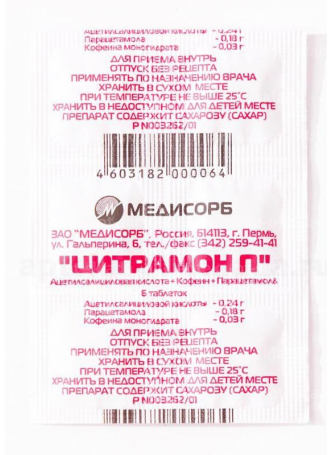 Ацетилсалициловой кислоты - 0,24 г
Парацетамола - 0,18 г
Кофеина моногидрата - 0,03 г
ДЛЯ ПРИЕМА ВНУТРЬ
ОТПУСК БЕЗ РЕЦЕПТА
ПРИМЕНЯТЬ ПО НАЗНАЧЕНИЮ ВРАЧА
ХРАНИТЬ В СУХОМ МЕСТЕ
ПРИ ТЕМПЕРАТУРЕ НЕ ВЫШЕ 25°С
ХРАНИТЬ В НЕДОСТУПНОМ ДЛЯ ДЕТЕЙ МЕСТЕ
ПРЕПАРАТ СОДЕРЖИТ САХАРОЗУ (САХАР)
Р N003262/01
4 603182 000064
МЕДИСОРБ
ЗАО "МЕДИСОРБ", Россия, 614113, г. Пермь,
ул. Гальперина, 6, тел./факс (342) 259-41-41
"ЦИТРАМОН П"
Ацетилсалициловая кислота + Кофеин + Парацетамол
6 таблеток
Ацетилсалициловой кислоты - 0,24 г
Парацетамола - 0,18 г
Кофеина моногидрата - 0,03 г
ДЛЯ ПРИЕМА ВНУТРЬ
ОТПУСК БЕЗ РЕЦЕПТА
ПРИМЕНЯТЬ ПО НАЗНАЧЕНИЮ ВРАЧА
ХРАНИТЬ В СУХОМ МЕСТЕ
ПРИ ТЕМПЕРАТУРЕ НЕ ВЫШЕ 25°С
ХРАНИТЬ В НЕДОСТУПНОМ ДЛЯ ДЕТЕЙ МЕСТЕ
ПРЕПАРАТ СОДЕРЖИТ САХАРОЗУ (САХАР)
Р N003262/01